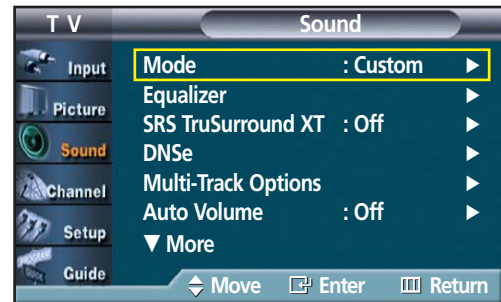 T V Sound
Input
Picture
Sound
Channel
Setup
Guide
Mode : Custom ►
Equalizer ►
SRS TruSurround XT : Off ►
DNSe ►
Multi-Track Options ►
Auto Volume : Off ►
▼ More
Move Enter Return